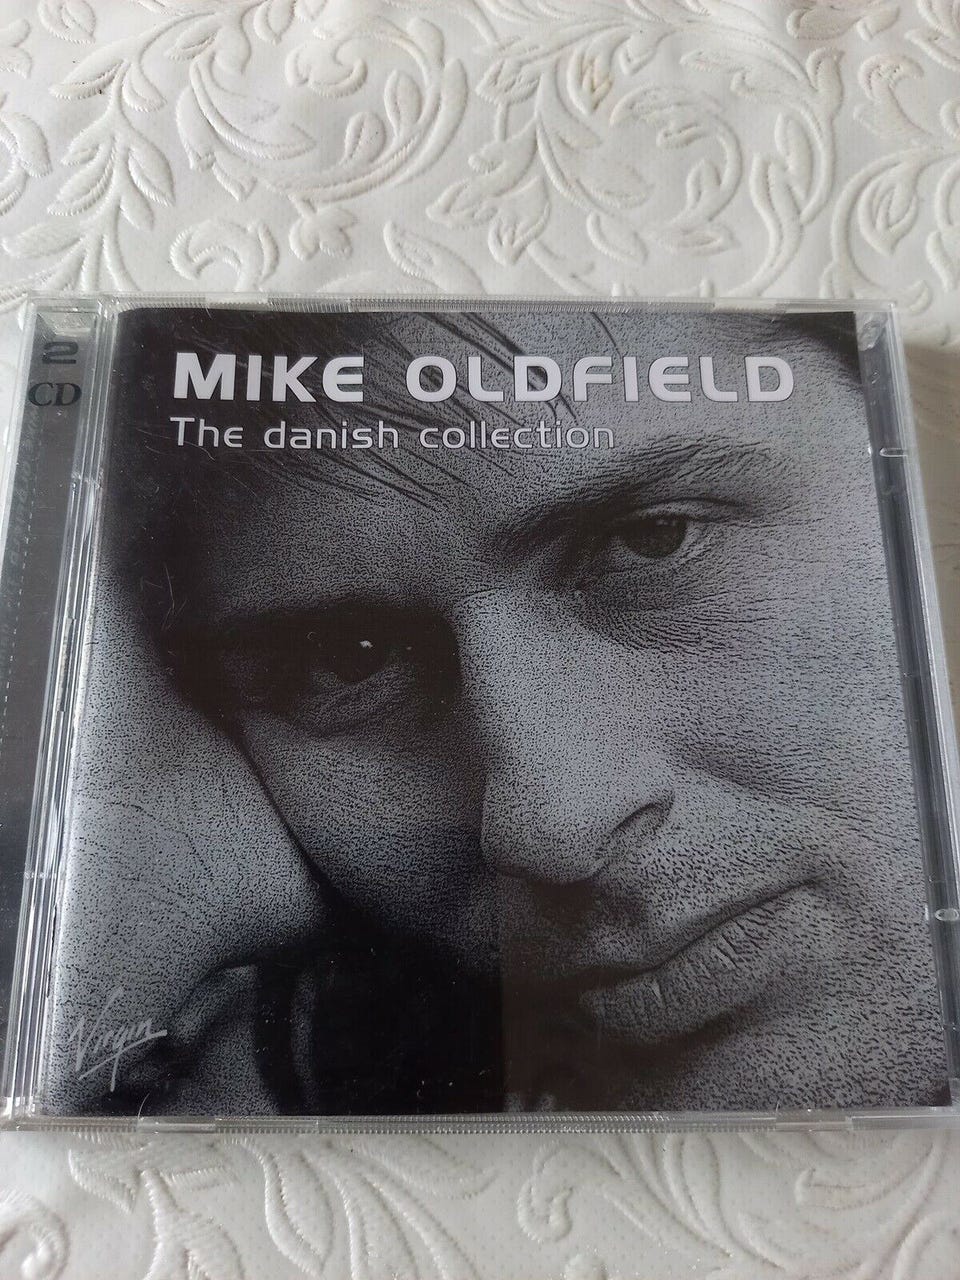 2
CD
MIKE OLDFIELD
The danish collection
Virgin